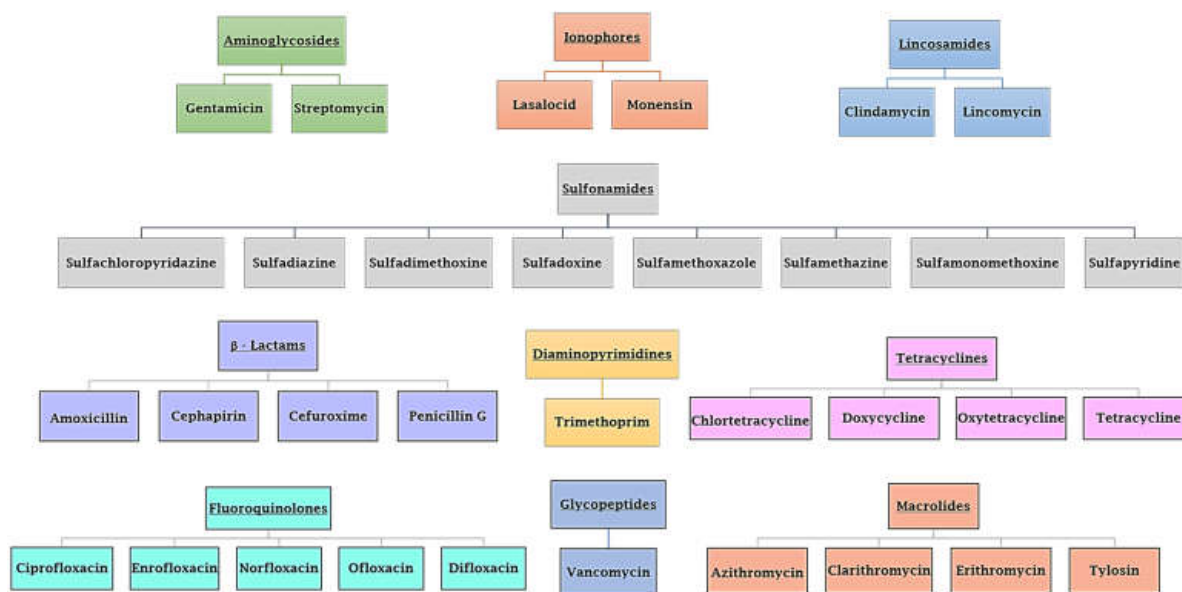 Aminoglycosides
Ionophores
Lincosamides
Gentamicin
Streptomycin
Lasalocid
Monensin
Clindamycin
Lincomycin
Sulfonamides
Sulfachloropyridazine
Sulfadiazine
Sulfadimethoxine
Sulfadoxine
Sulfamethoxazole
Sulfamethazine
Sulfamonomethoxine
Sulfapyridine
β - Lactams
Diaminopyrimidines
Tetracyclines
Amoxicillin
Cephapirin
Cefuroxime
Penicillin G
Trimethoprim
Chlortetracycline
Doxycycline
Oxytetracycline
Tetracycline
Fluoroquinolones
Glycopeptides
Macrolides
Ciprofloxacin
Enrofloxacin
Norfloxacin
Ofloxacin
Difloxacin
Vancomycin
Azithromycin
Clarithromycin
Erithromycin
Tylosin